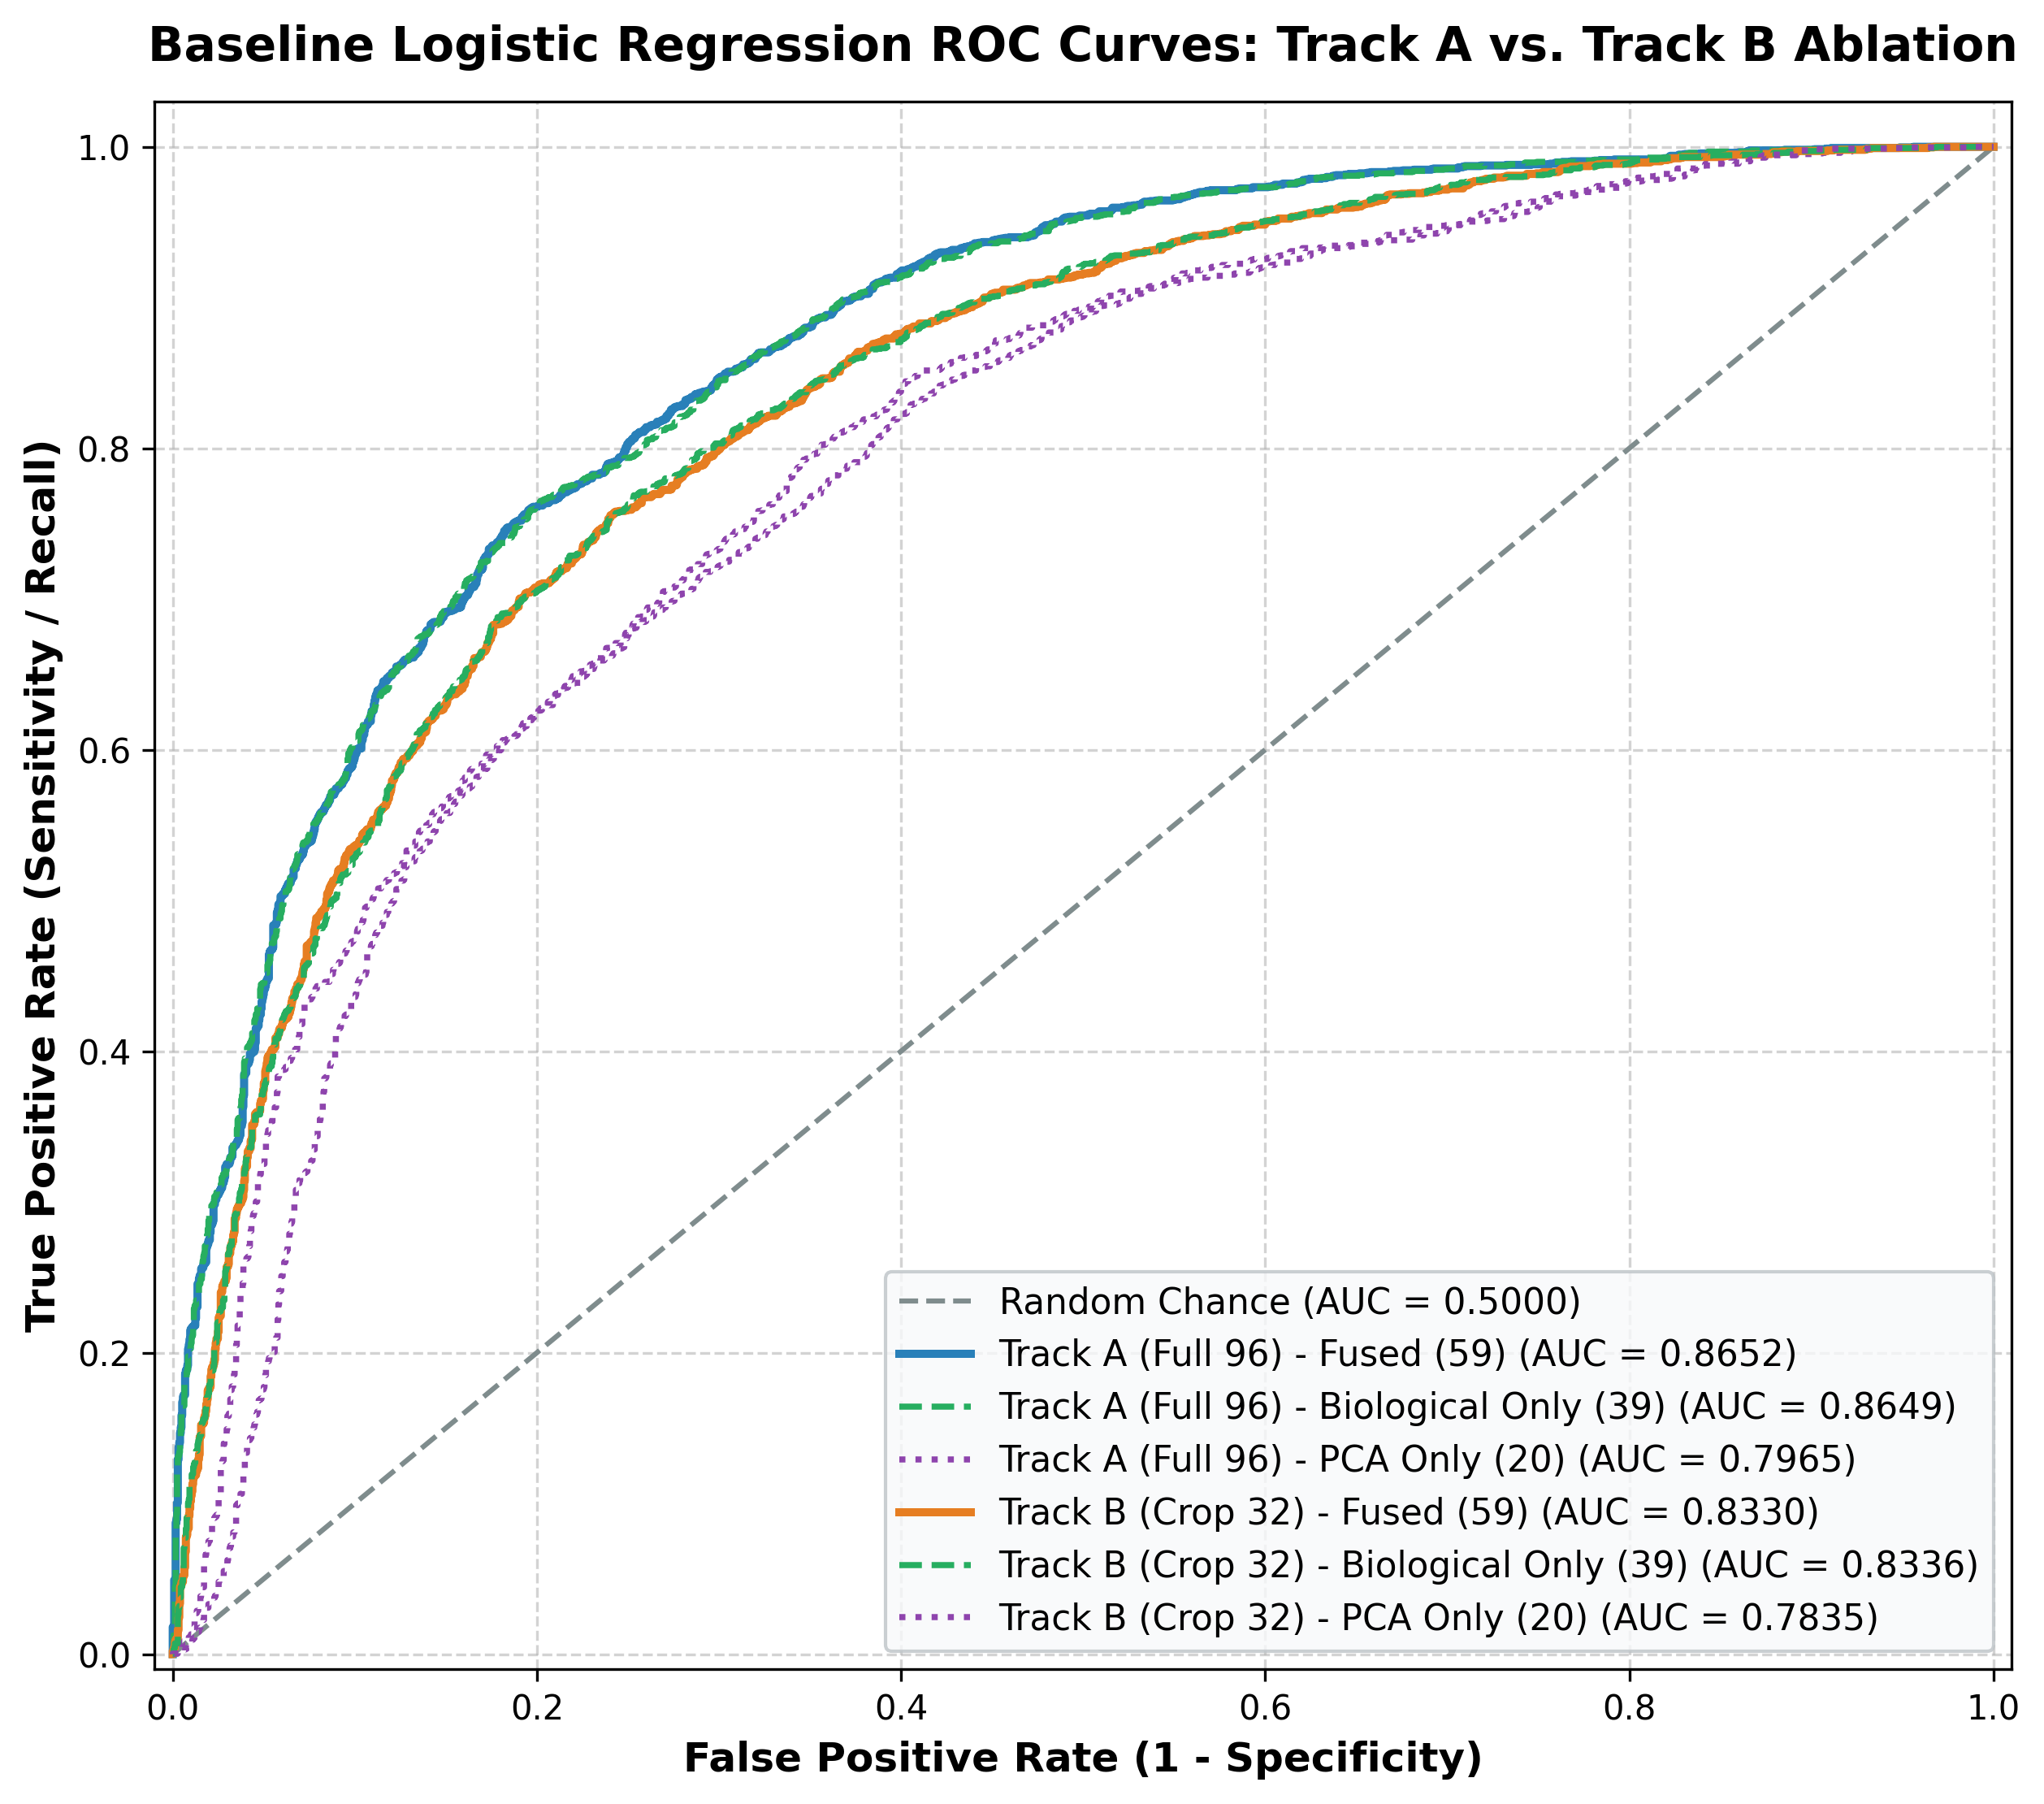 Baseline Logistic Regression ROC Curves: Track A vs. Track B Ablation
True Positive Rate (Sensitivity / Recall)
1.0
0.8
0.6
0.4
0.2
0.0
Random Chance (AUC = 0.5000)
Track A (Full 96) - Fused (59) (AUC = 0.8652)
Track A (Full 96) - Biological Only (39) (AUC = 0.8649)
Track A (Full 96) - PCA Only (20) (AUC = 0.7965)
Track B (Crop 32) - Fused (59) (AUC = 0.8330)
Track B (Crop 32) - Biological Only (39) (AUC = 0.8336)
Track B (Crop 32) - PCA Only (20) (AUC = 0.7835)
0.0
0.2
0.4
0.6
0.8
1.0
False Positive Rate (1 - Specificity)